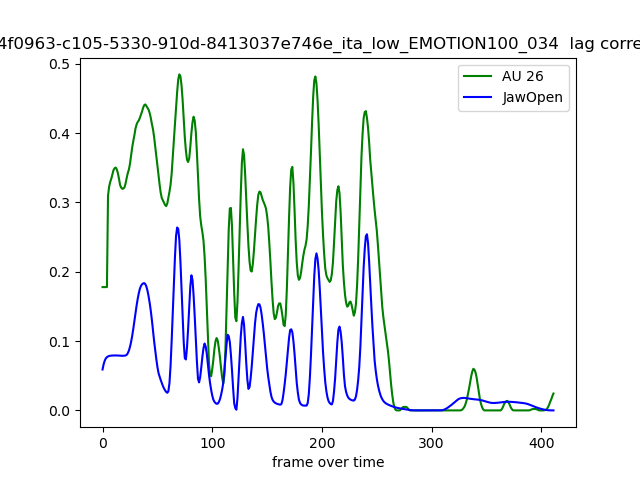 4f0963-c105-5330-910d-8413037e746e_ita_low_EMOTION100_034 lag corre
AU 26
JawOpen
0.5
0.4
0.3
0.2
0.1
0.0
0 100 200 300 400
frame over time